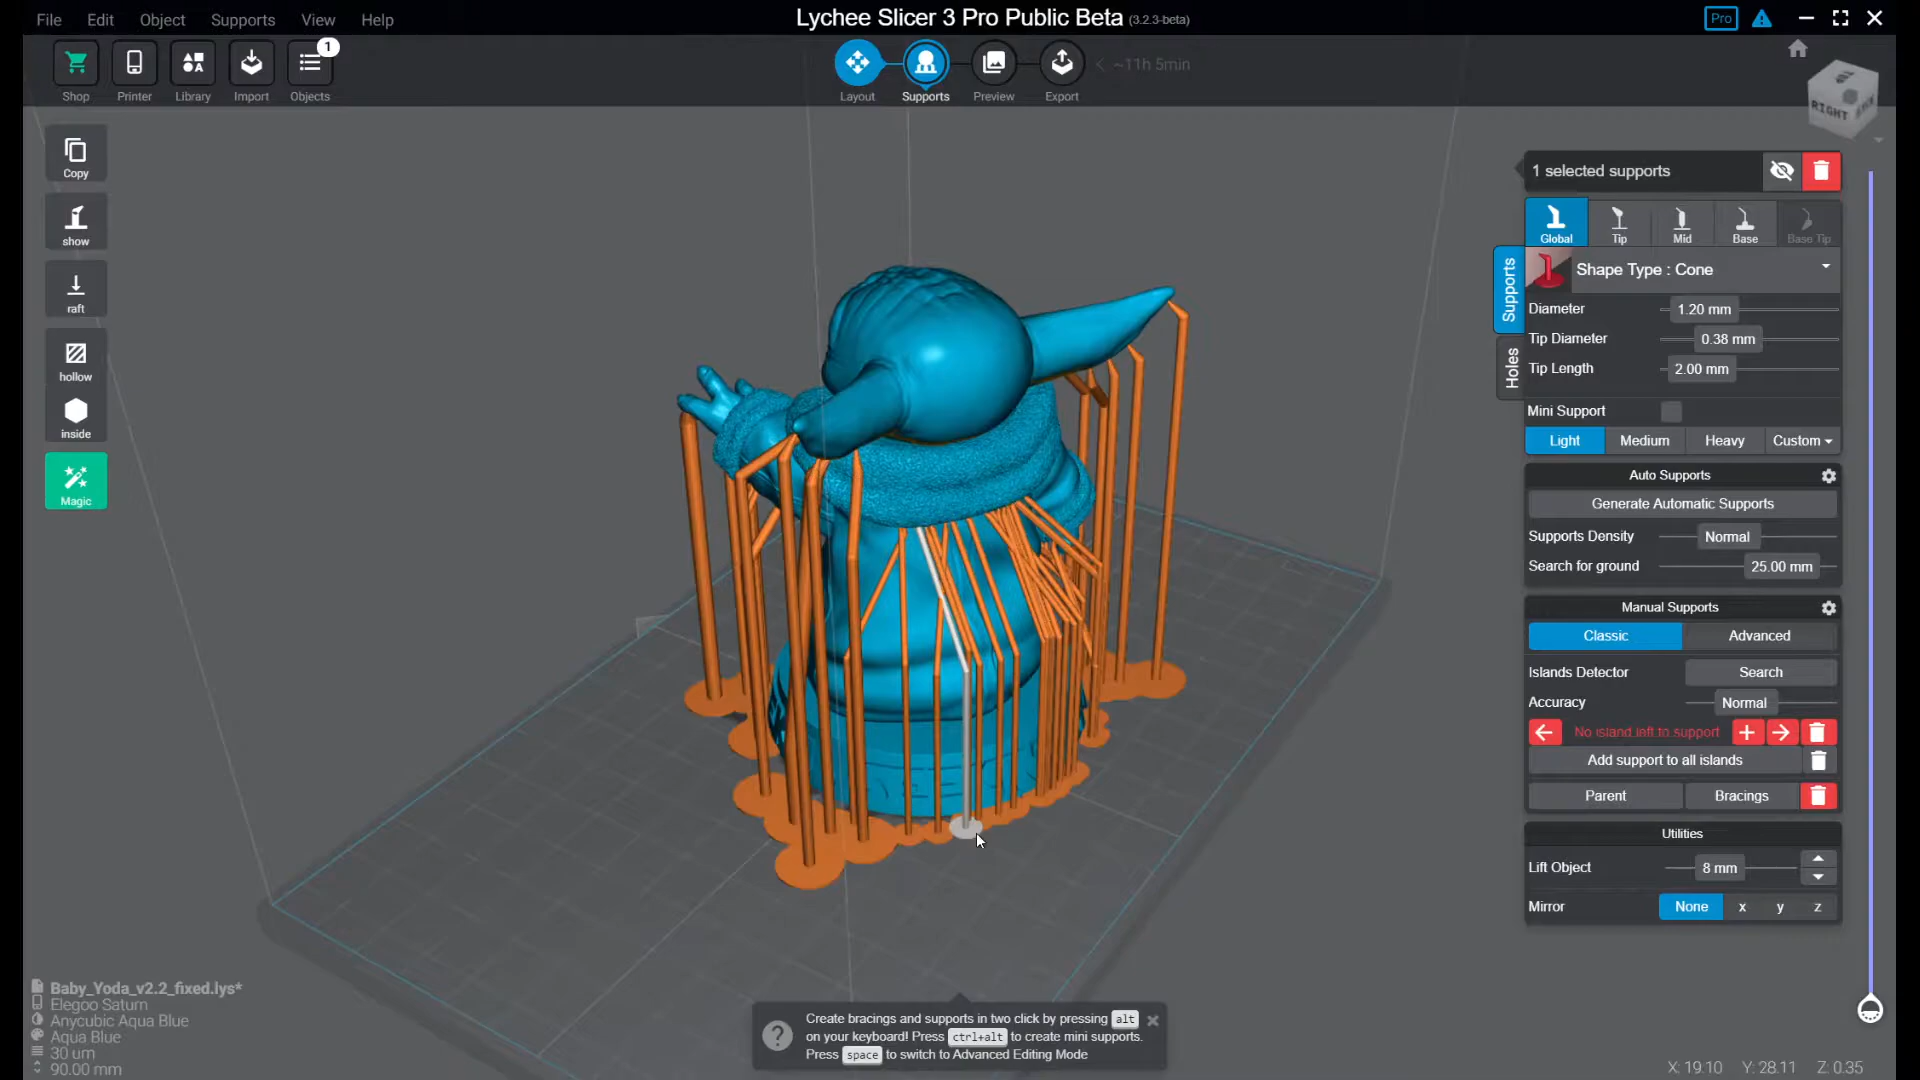 File Edit Object Supports View Help
Lychee Slicer 3 Pro Public Beta (3.2.3-beta)
Pro
1
Shop Printer Library Import Objects
Layout Supports Preview Export
~11h 5min
RIGHT
Copy
show
raft
hollow
inside
Magic
1 selected supports
Global Tip Mid Base Base Tip
Supports
Holes
Shape Type : Cone
Diameter 1.20 mm
Tip Diameter 0.38 mm
Tip Length 2.00 mm
Mini Support
Light Medium Heavy Custom
Auto Supports
Generate Automatic Supports
Supports Density Normal
Search for ground 25.00 mm
Manual Supports
Classic Advanced
Islands Detector Search
Accuracy Normal
No island left to support
Add support to all islands
Parent Bracings
Utilities
Lift Object 8 mm
Mirror None x y z
Baby_Yoda_v2.2_fixed.lys*
Elegoo Saturn
Anycubic Aqua Blue
Aqua Blue
30 um
90.00 mm
Create bracings and supports in two click by pressing alt
on your keyboard! Press ctrl+alt to create mini supports.
Press space to switch to Advanced Editing Mode
X: 19.10 Y: 28.11 Z: 0.35